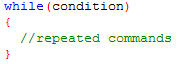 while(condition)
{
  //repeated commands
}